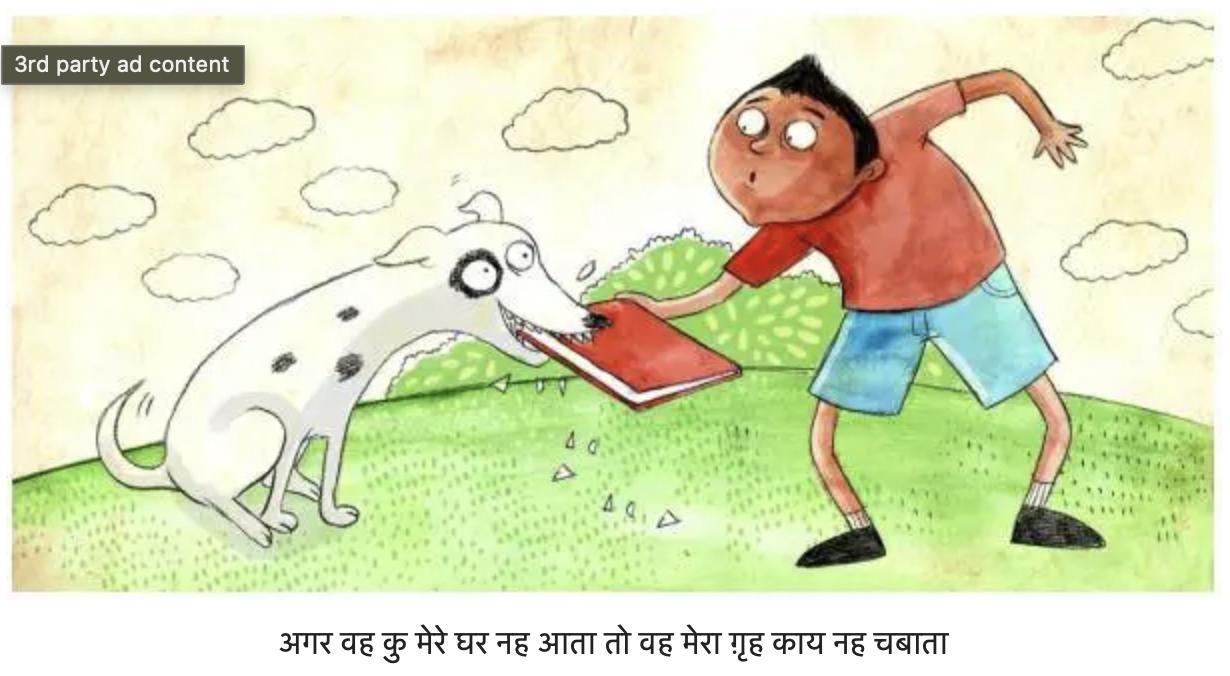 3rd party ad content
अगर वह कु मेरे घर नह आता तो वह मेरा गृह काय नह चबाता